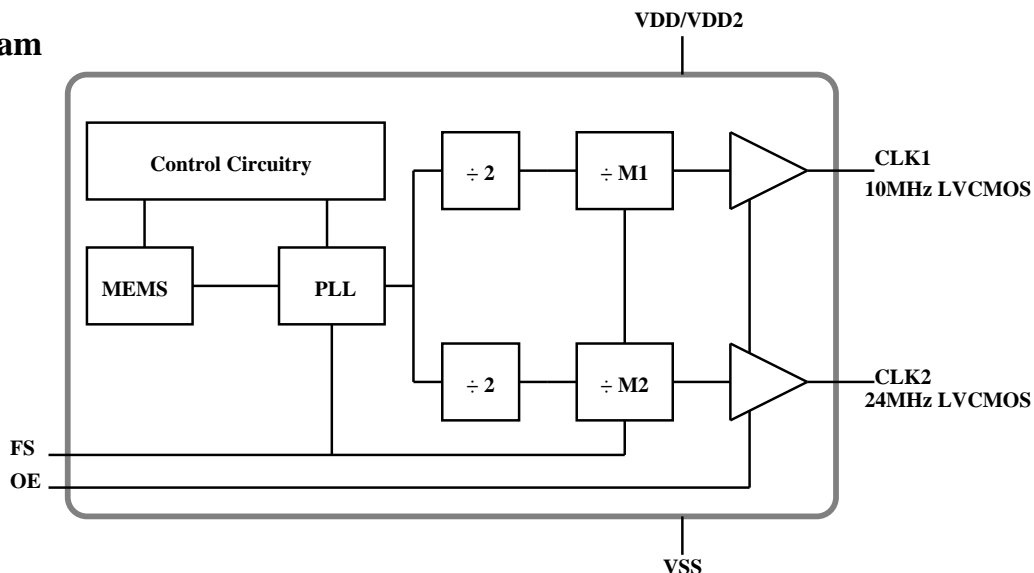 VDD/VDD2
am
Control Circuitry
÷ 2
÷ M1
CLK1
10MHz LVCMOS
MEMS
PLL
÷ 2
÷ M2
CLK2
24MHz LVCMOS
FS
OE
VSS